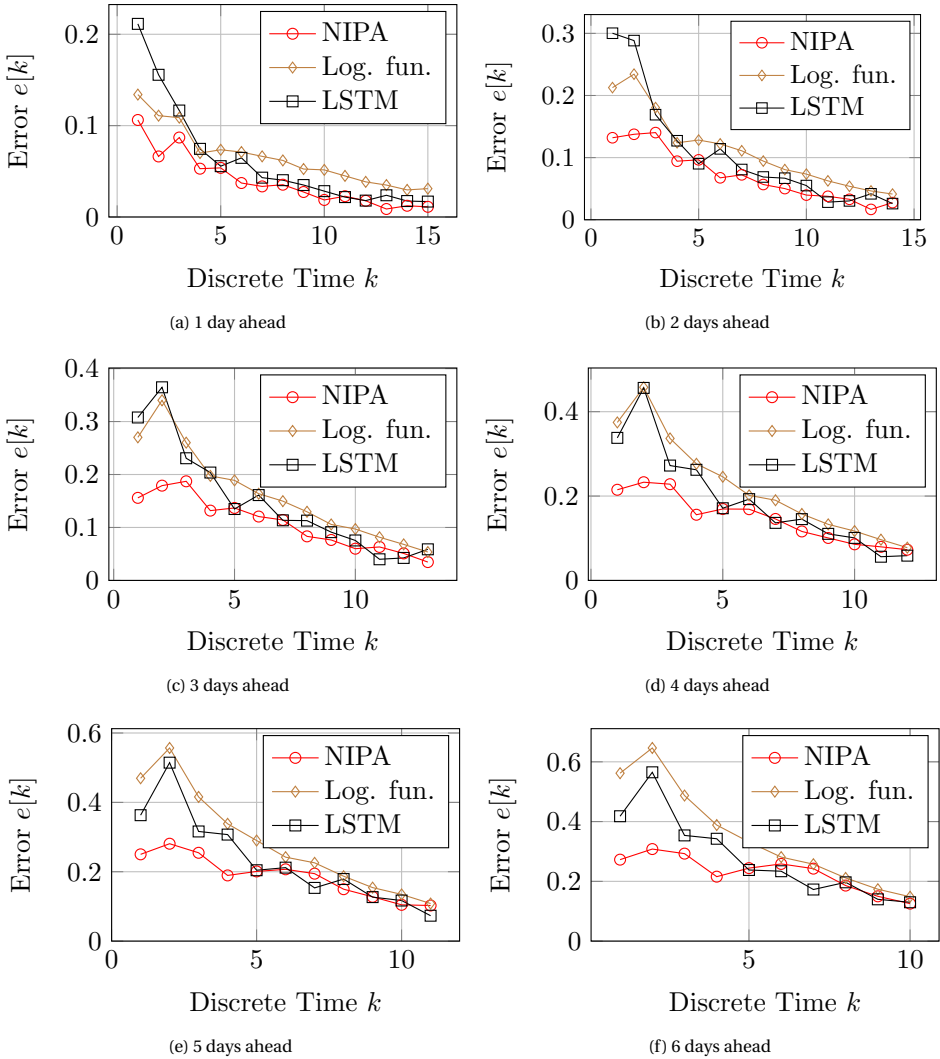 NIPA
Log. fun.
LSTM
Error e[k]
0.2
0.1
0
0 5 10 15
Discrete Time k
(a) 1 day ahead
NIPA
Log. fun.
LSTM
Error e[k]
0.3
0.2
0.1
0
0 5 10 15
Discrete Time k
(b) 2 days ahead
NIPA
Log. fun.
LSTM
Error e[k]
0.4
0.3
0.2
0.1
0
0 5 10
Discrete Time k
(c) 3 days ahead
NIPA
Log. fun.
LSTM
Error e[k]
0.4
0.2
0
0 5 10
Discrete Time k
(d) 4 days ahead
NIPA
Log. fun.
LSTM
Error e[k]
0.6
0.4
0.2
0
0 5 10
Discrete Time k
(e) 5 days ahead
NIPA
Log. fun.
LSTM
Error e[k]
0.6
0.4
0.2
0
5 10
Discrete Time k
(f) 6 days ahead